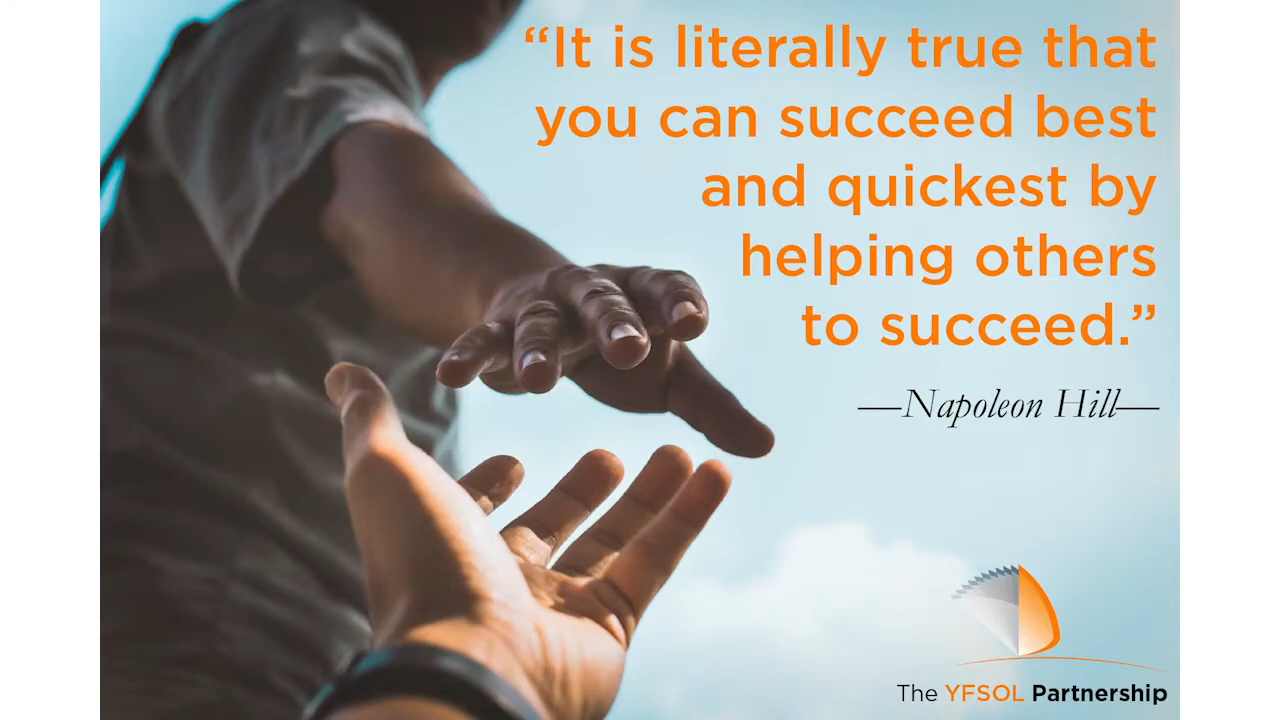 “It is literally true that
you can succeed best
and quickest by
helping others
to succeed.”
—Napoleon Hill—
The YFSOL Partnership